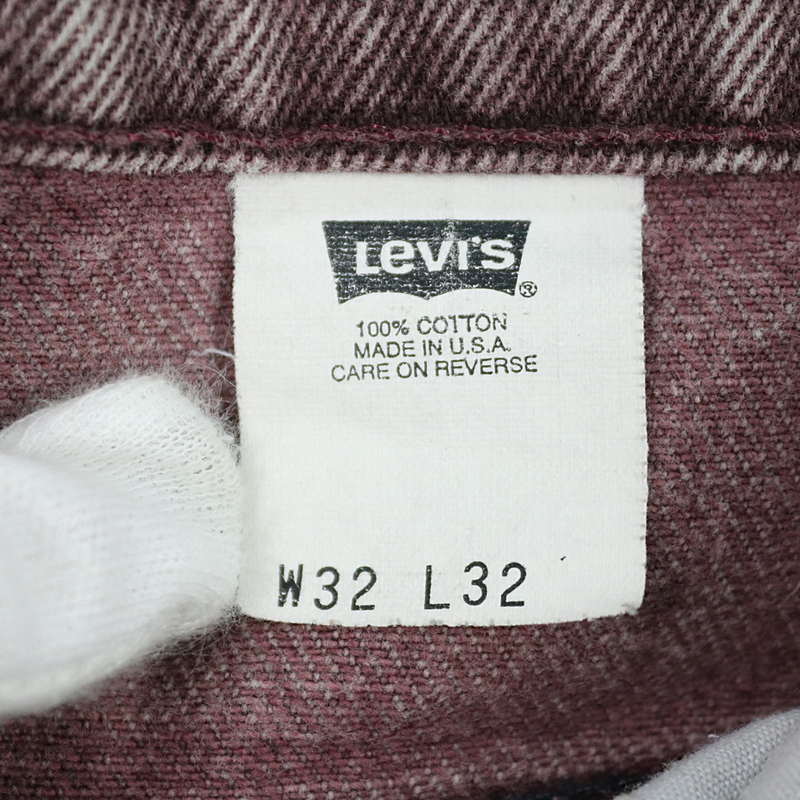 LEVI'S ®
100% COTTON
MADE IN U.S.A.
CARE ON REVERSE
W32 L32